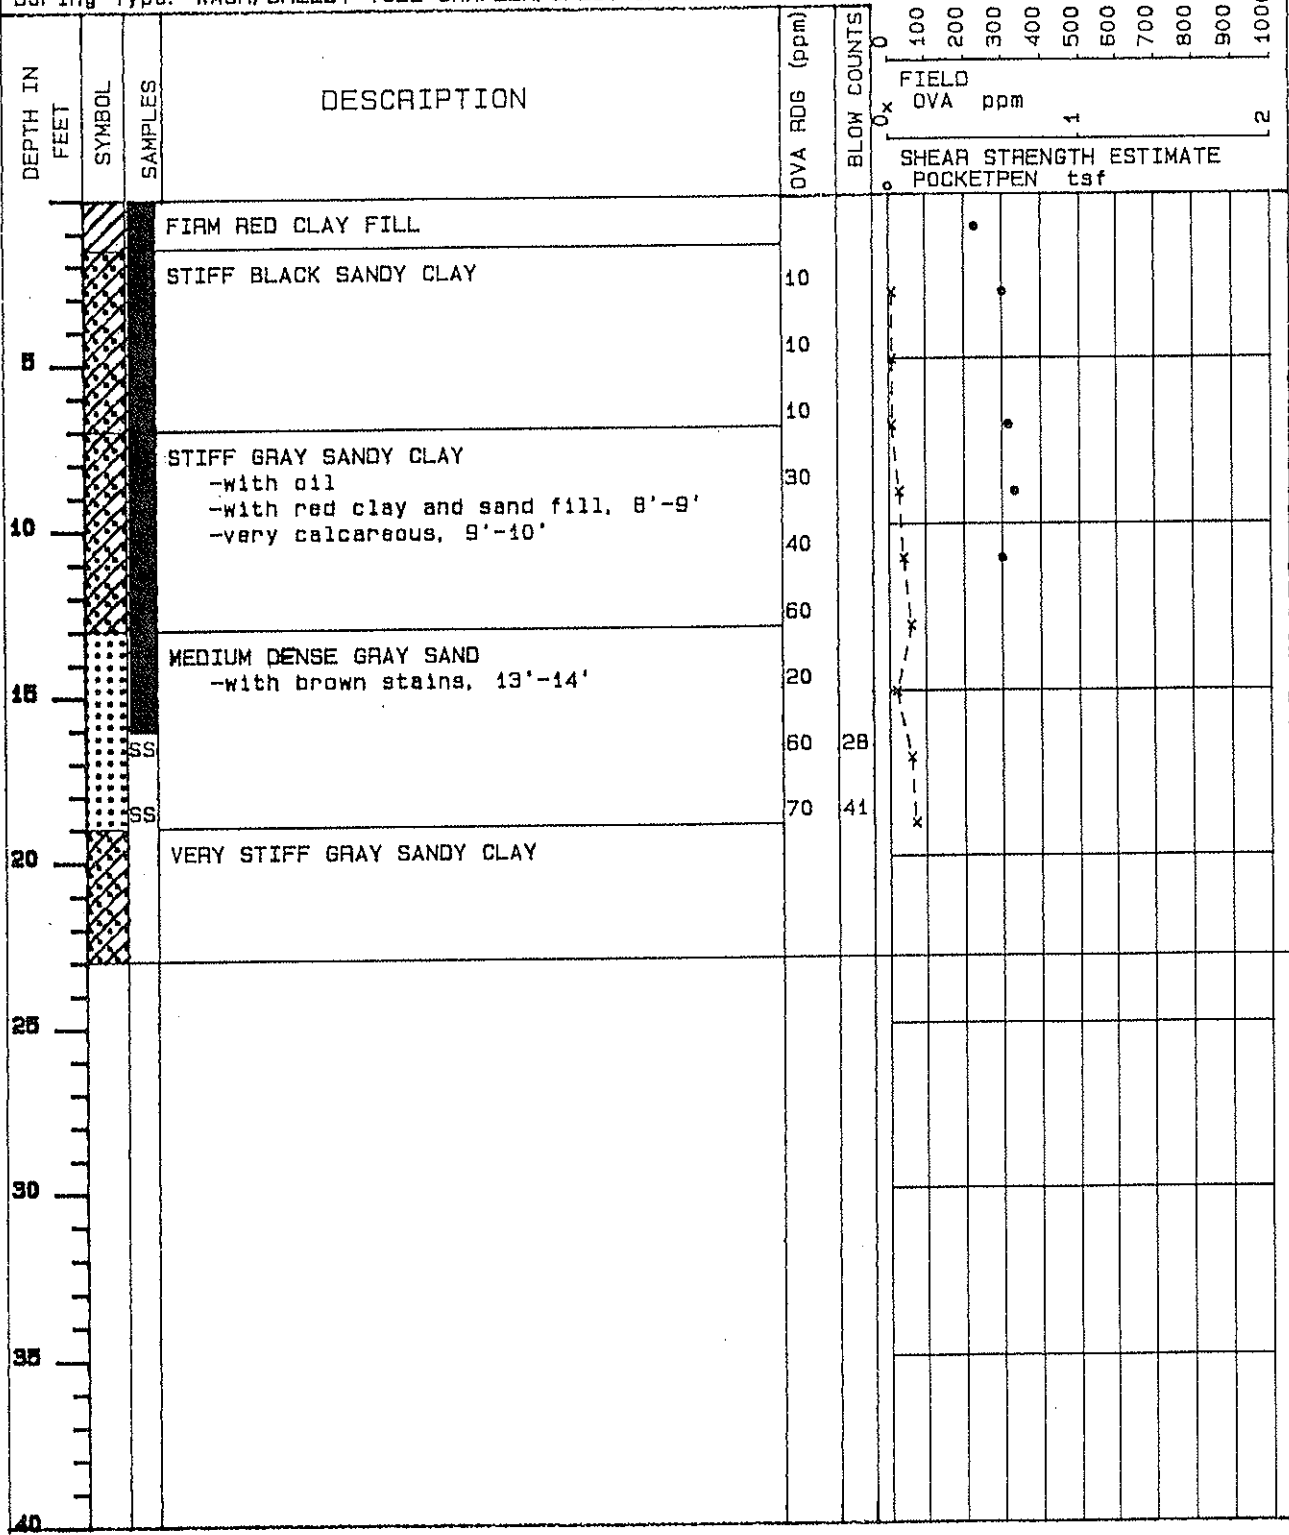 Boring Type:
DEPTH IN FEET
SYMBOL
SAMPLES
DESCRIPTION
OVA RDG (ppm)
BLOW COUNTS
0 100 200 300 400 500 600 700 800 900 1000
FIELD
x OVA ppm
0 1 2
SHEAR STRENGTH ESTIMATE
POCKETPEN tsf
FIRM RED CLAY FILL
STIFF BLACK SANDY CLAY 10
10
5
10
STIFF GRAY SANDY CLAY
-with oil 30
-with red clay and sand fill, 8'-9'
10 -very calcareous, 9'-10' 40
60
MEDIUM DENSE GRAY SAND
-with brown stains, 13'-14' 20
15
SS 60 28
SS 70 41
20 VERY STIFF GRAY SANDY CLAY
25
30
35
40